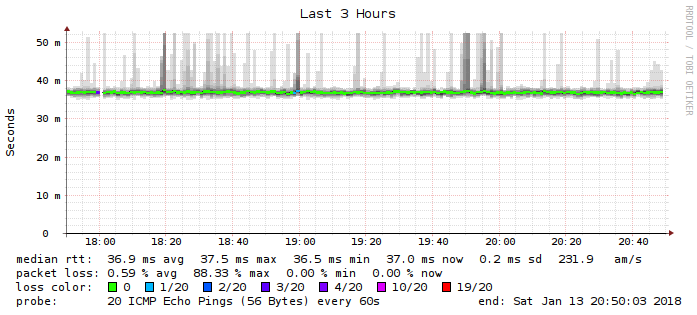 Last 3 Hours
RRDTOOL / TOBI OETIKER
Seconds
50 m
40 m
30 m
20 m
10 m
0
18:00 18:20 18:40 19:00 19:20 19:40 20:00 20:20 20:40
median rtt: 36.9 ms avg 37.5 ms max 36.5 ms min 37.0 ms now 0.2 ms sd 231.9 am/s
packet loss: 0.59 % avg 88.33 % max 0.00 % min 0.00 % now
loss color: 0 1/20 2/20 3/20 4/20 10/20 19/20
probe: 20 ICMP Echo Pings (56 Bytes) every 60s end: Sat Jan 13 20:50:03 2018